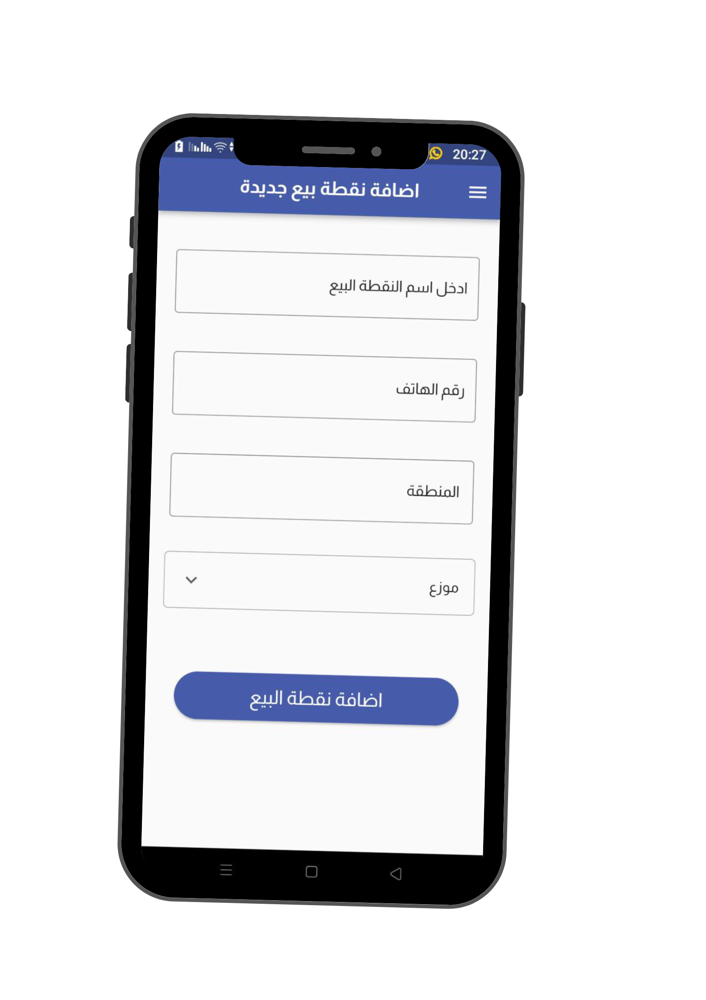 20:27
اضافة نقطة بيع جديدة
ادخل اسم النقطة البيع
رقم الهاتف
المنطقة
موزع
اضافة نقطة البيع